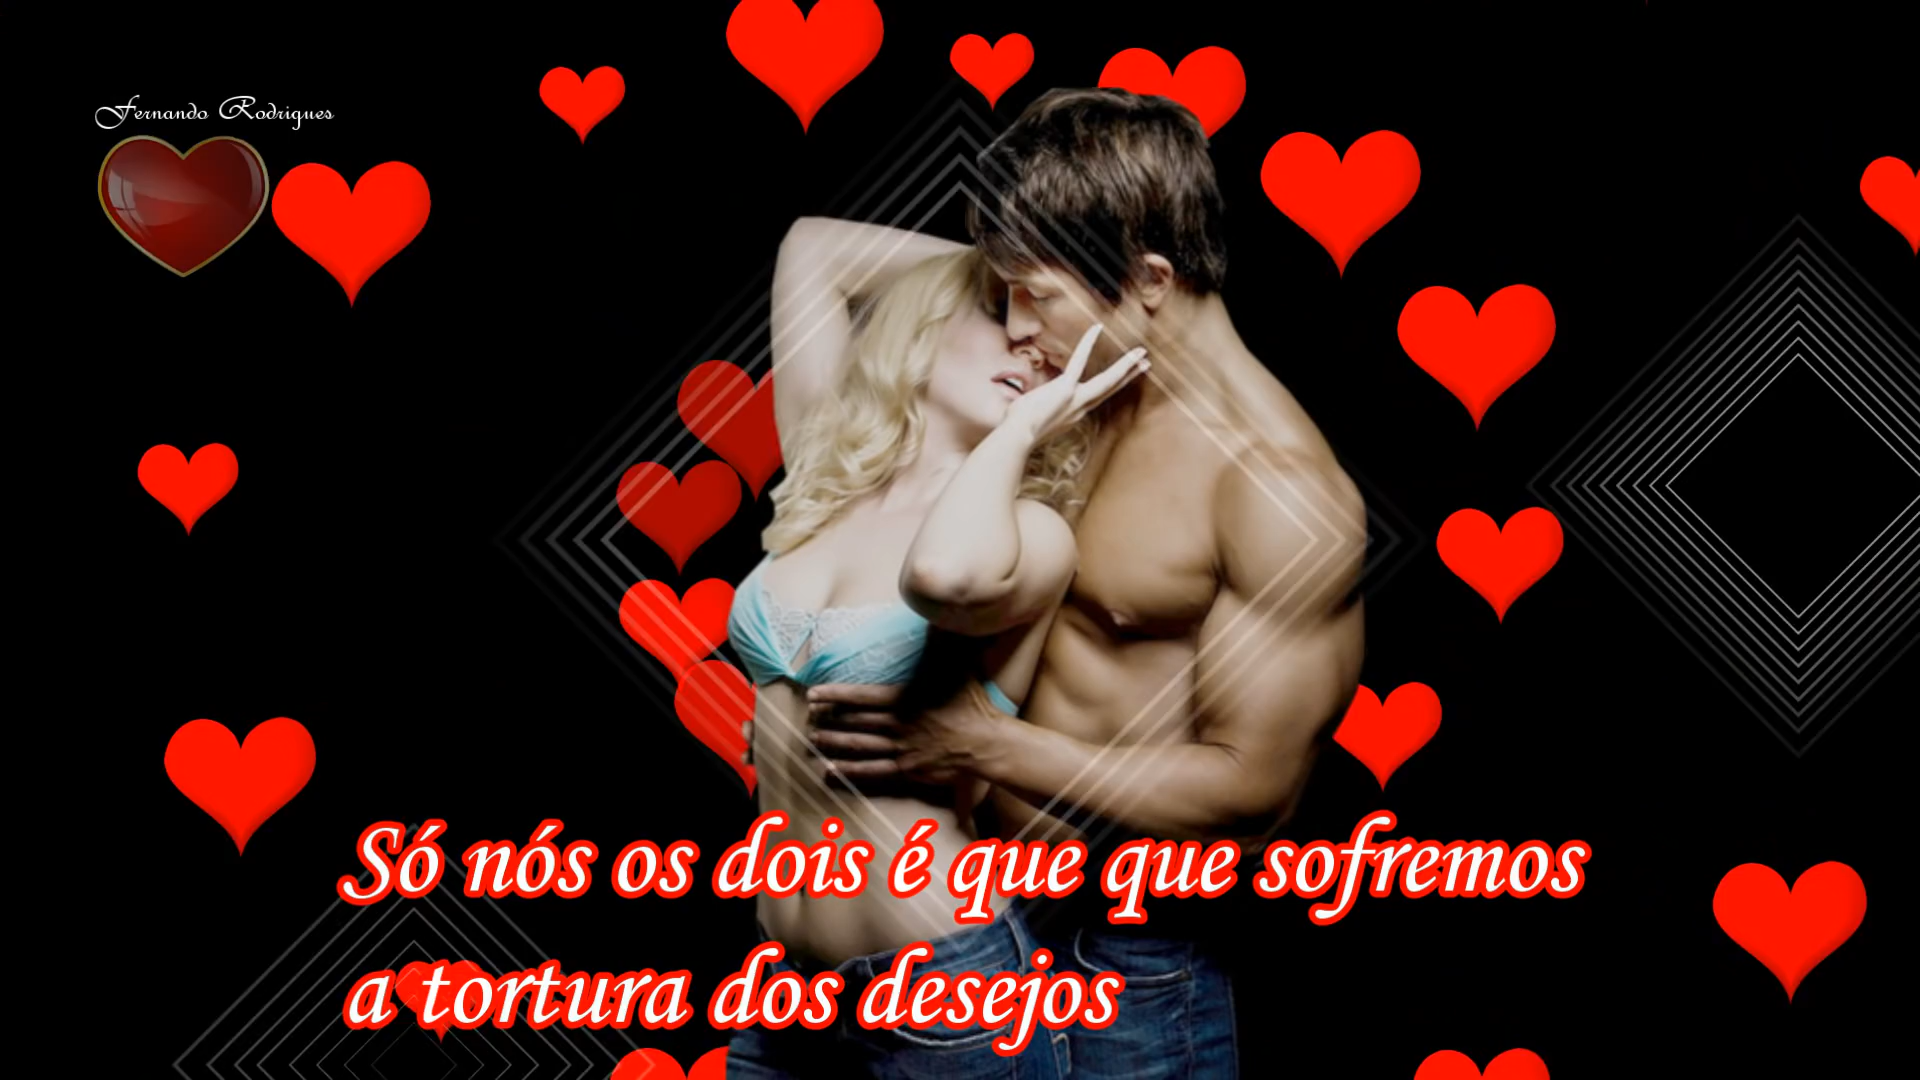 Fernando Rodrigues
Só nós os dois é que que sofremos
a tortura dos desejos